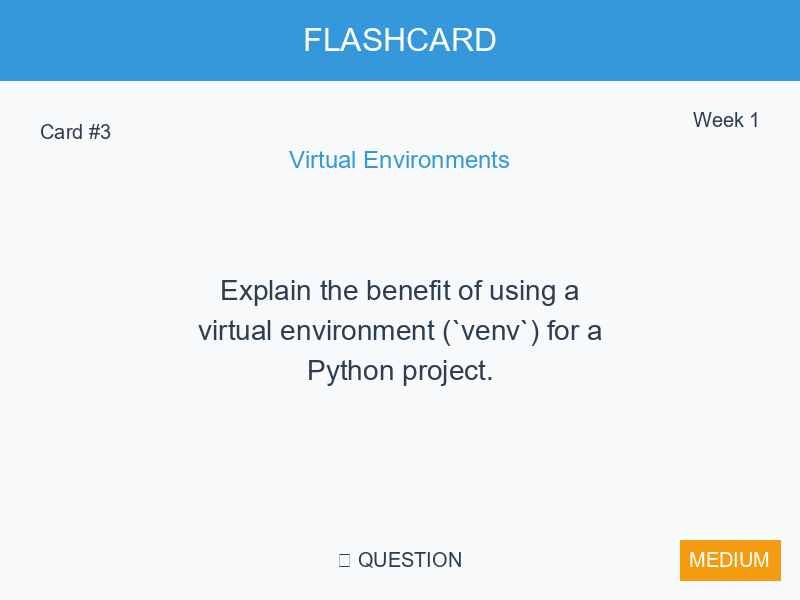 FLASHCARD
Card #3
Week 1
Virtual Environments
Explain the benefit of using a
virtual environment (`venv`) for a
Python project.
QUESTION
MEDIUM